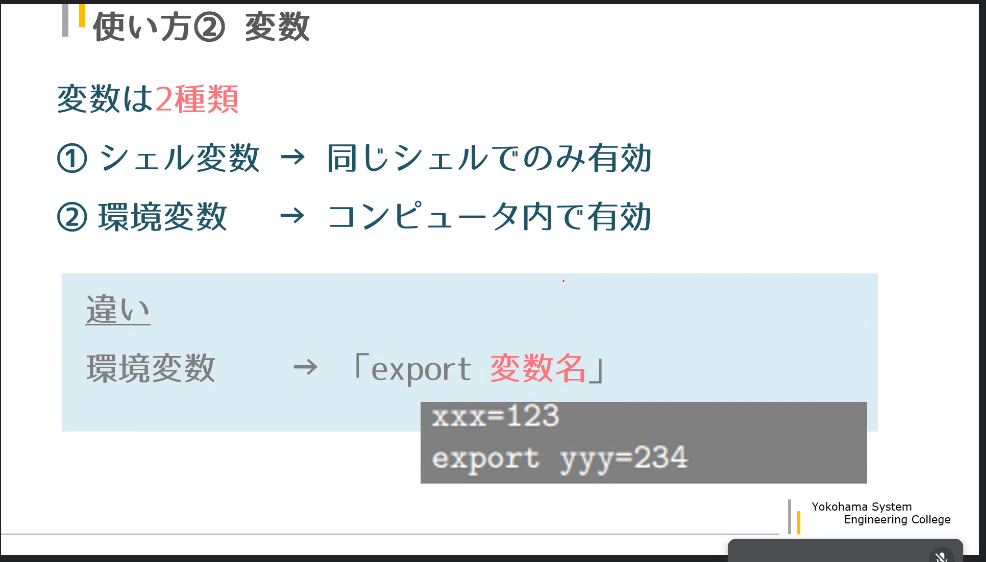 使い方② 変数
変数は2種類
① シェル変数 → 同じシェルでのみ有効
② 環境変数 → コンピュータ内で有効
違い
環境変数 → 「export 変数名」
xxx=123
export yyy=234
Yokohama System
Engineering College